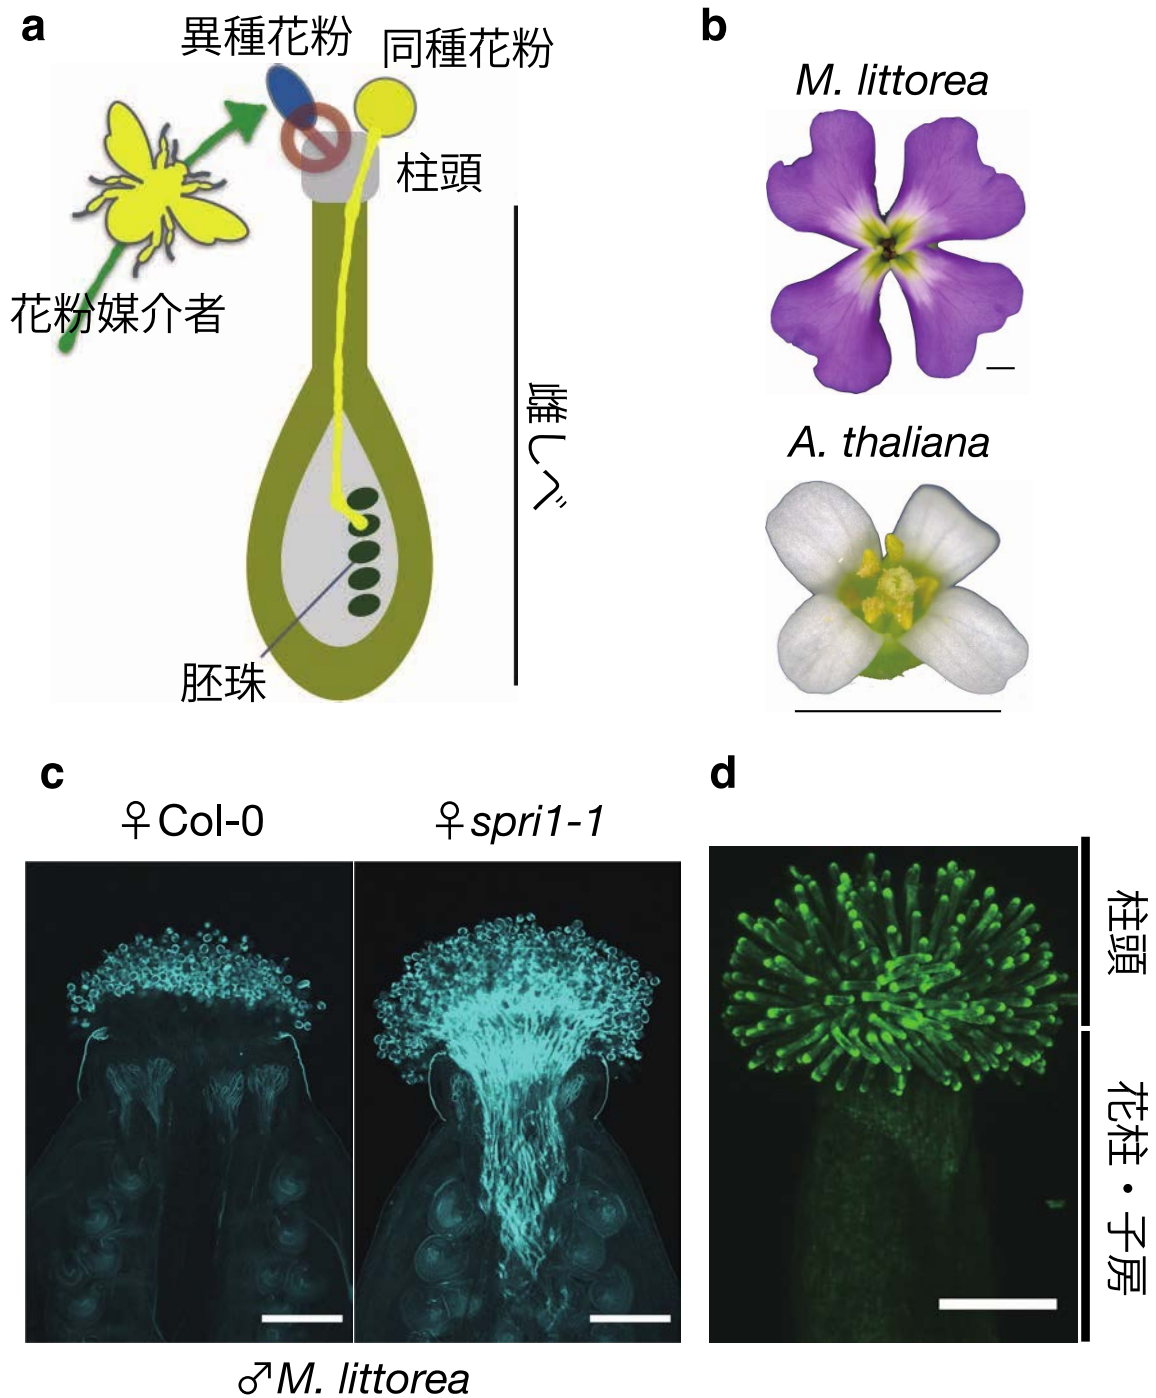 a
異種花粉
同種花粉
柱頭
花粉媒介者
雌しべ
胚珠
b
M. littorea
A. thaliana
c
♀Col-0
♀spri1-1
♂M. littorea
d
柱頭
花柱・子房